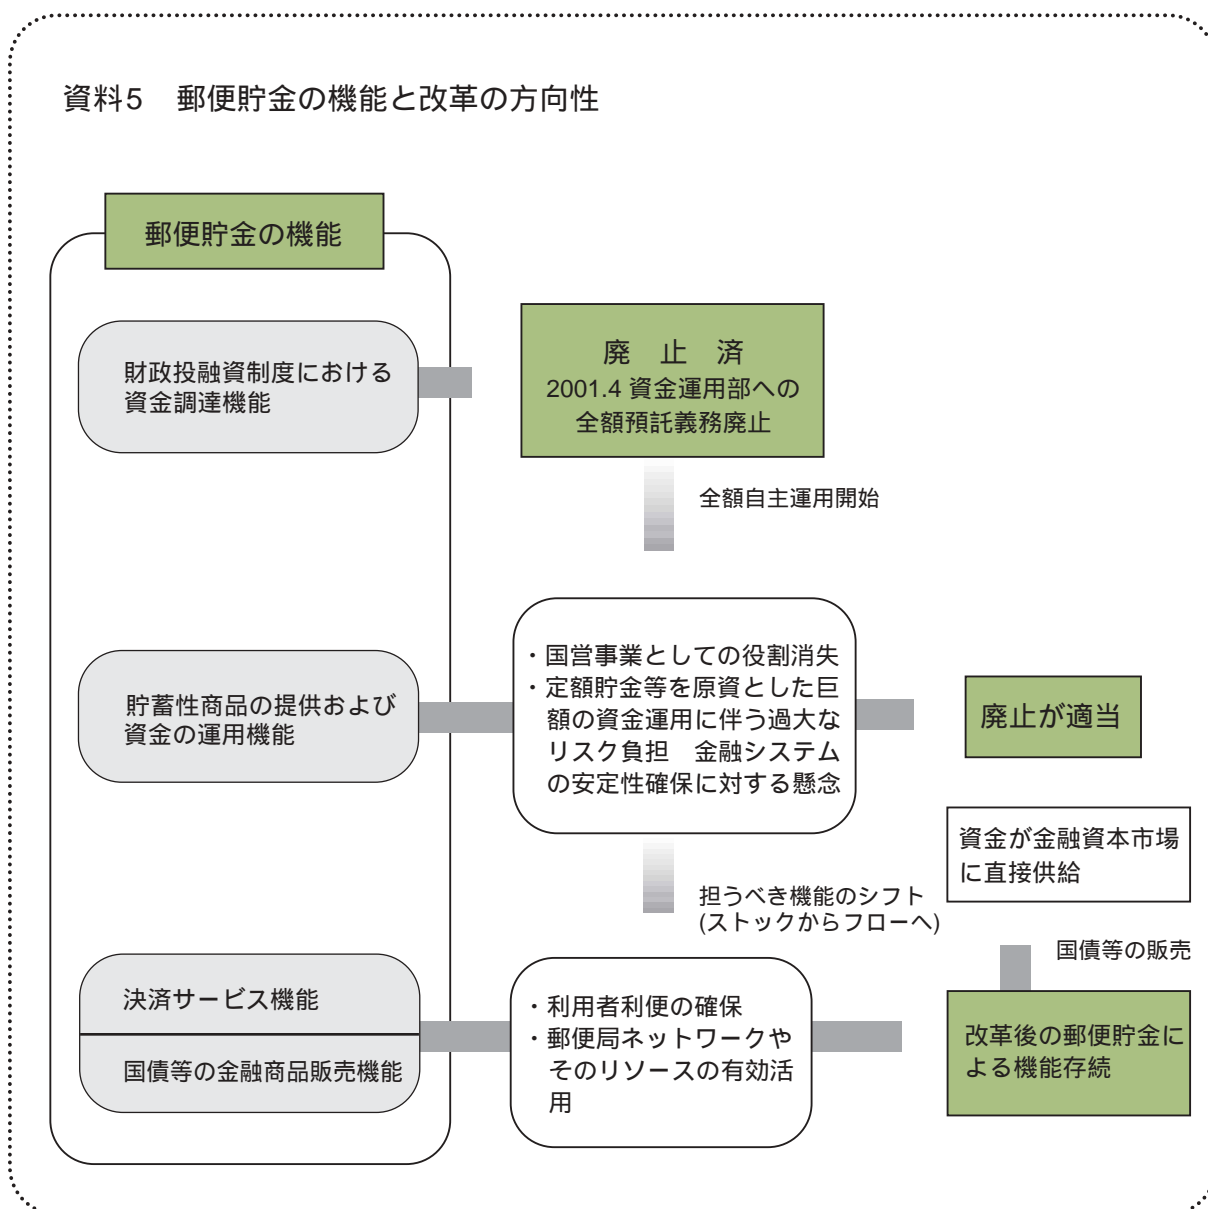 資料5　郵便貯金の機能と改革の方向性
郵便貯金の機能
財政投融資制度における
資金調達機能
廃　止　済
2001.4 資金運用部への
全額預託義務廃止
全額自主運用開始
貯蓄性商品の提供および
資金の運用機能
・国営事業としての役割消失
・定額貯金等を原資とした巨
額の資金運用に伴う過大な
リスク負担　金融システム
の安定性確保に対する懸念
廃止が適当
資金が金融資本市場
に直接供給
担うべき機能のシフト
(ストックからフローへ)
国債等の販売
決済サービス機能
国債等の金融商品販売機能
・利用者利便の確保
・郵便局ネットワークや
そのリソースの有効活
用
改革後の郵便貯金に
よる機能存続